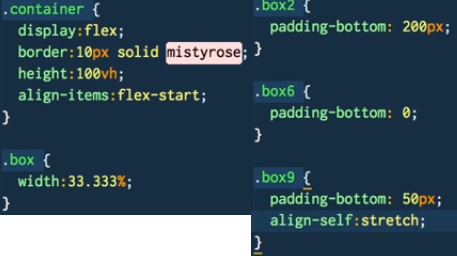 .container {
  display:flex;
  border:10px solid mistyrose;
  height:100vh;
  align-items:flex-start;
}
.box {
  width:33.333%;
}
.box2 {
  padding-bottom: 200px;
}
.box6 {
  padding-bottom: 0;
}
.box9 {
  padding-bottom: 50px;
  align-self:stretch;
}